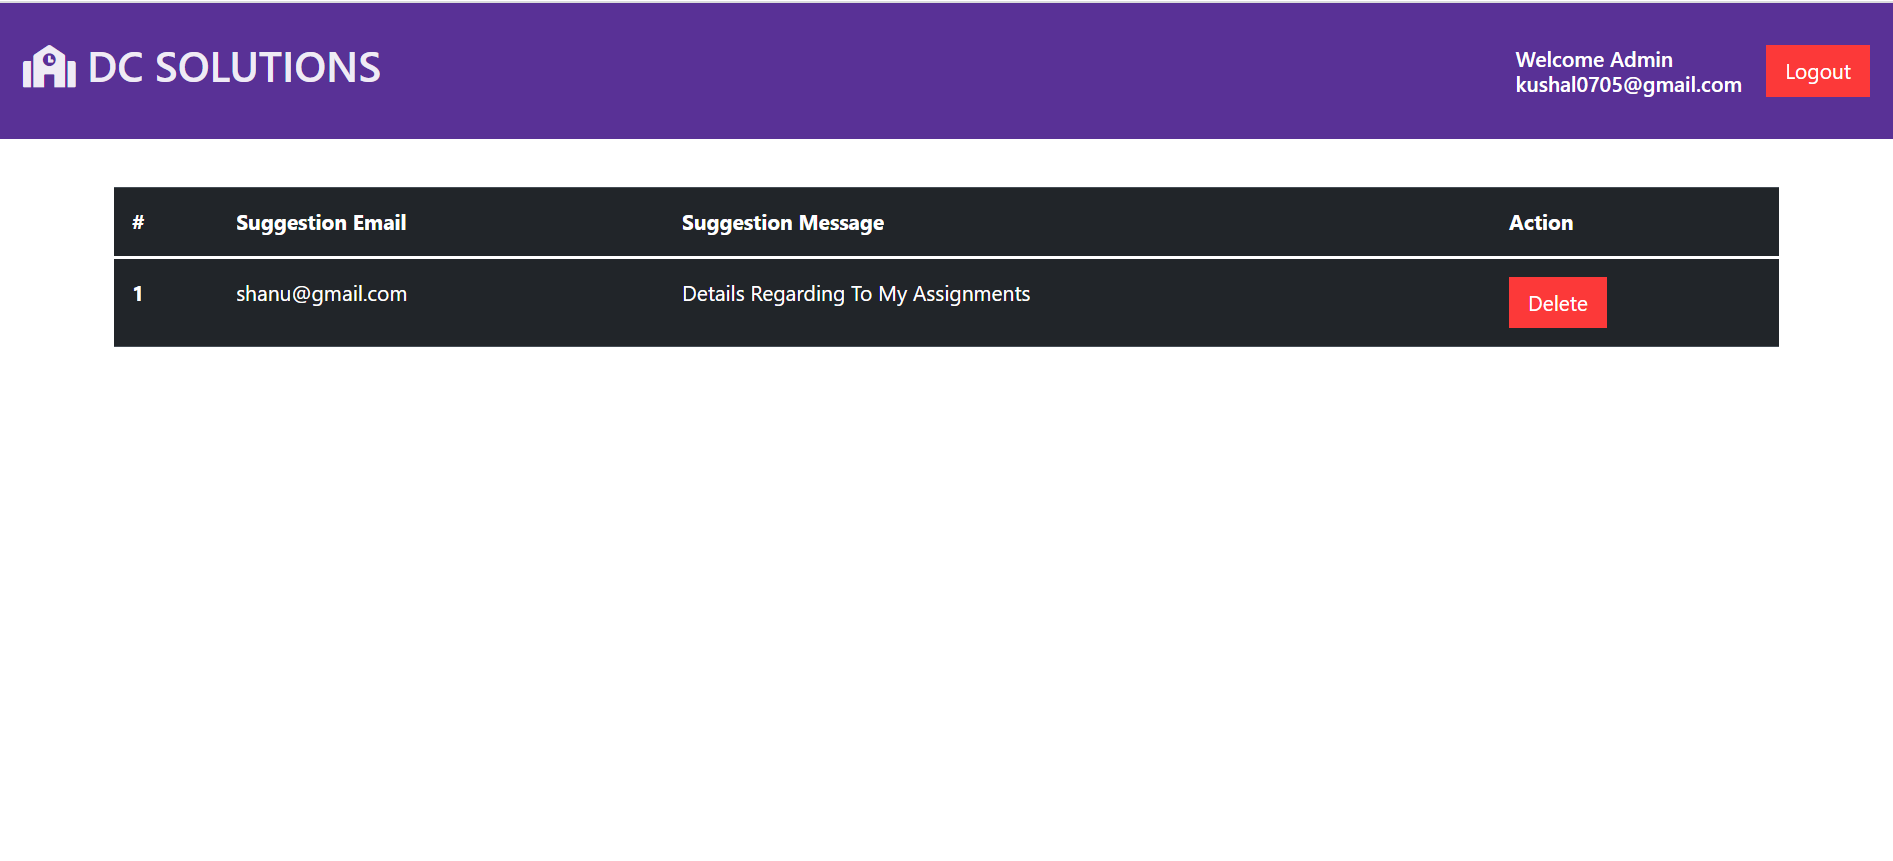 DC SOLUTIONS
Welcome Admin
kushal0705@gmail.com
Logout
# Suggestion Email Suggestion Message Action
1 shanu@gmail.com Details Regarding To My Assignments Delete